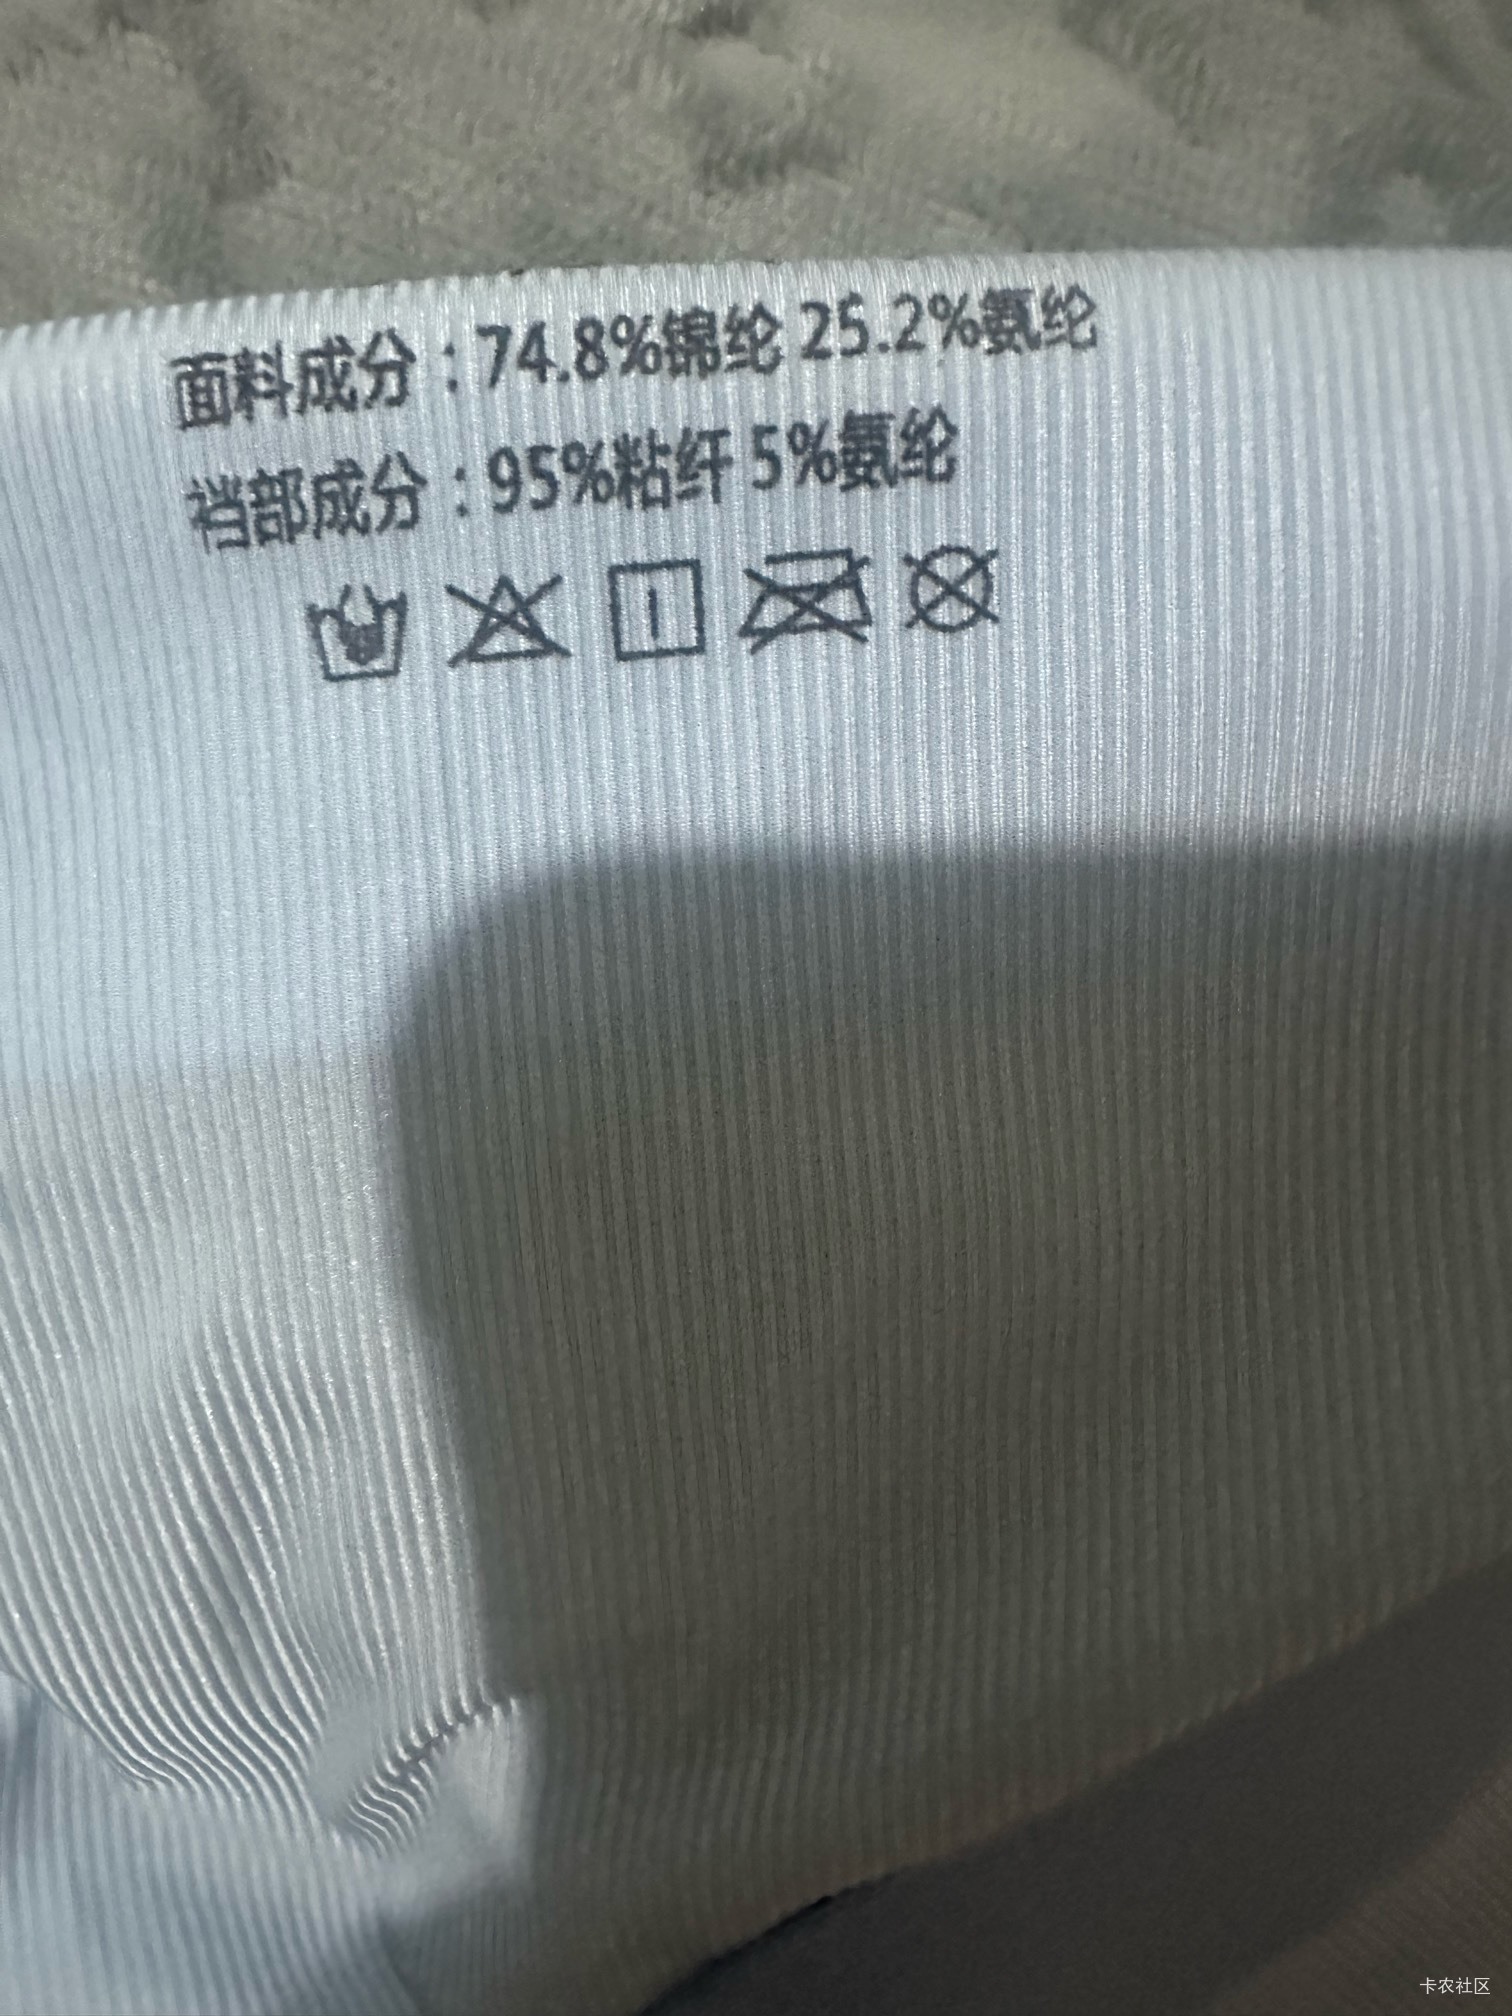 面料成分：74.8%锦纶 25.2%氨纶
裆部成分：95%粘纤 5%氨纶
卡农社区